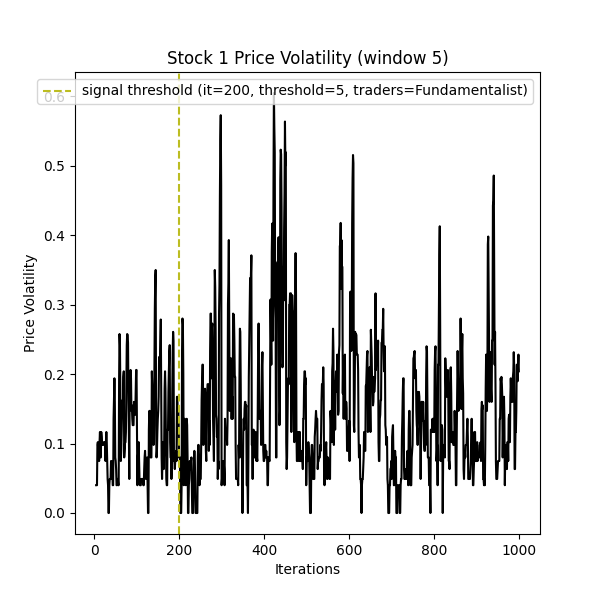 Stock 1 Price Volatility (window 5)
signal threshold (it=200, threshold=5, traders=Fundamentalist)
0.6
0.5
0.4
0.3
0.2
0.1
0.0
Price Volatility
0 200 400 600 800 1000
Iterations